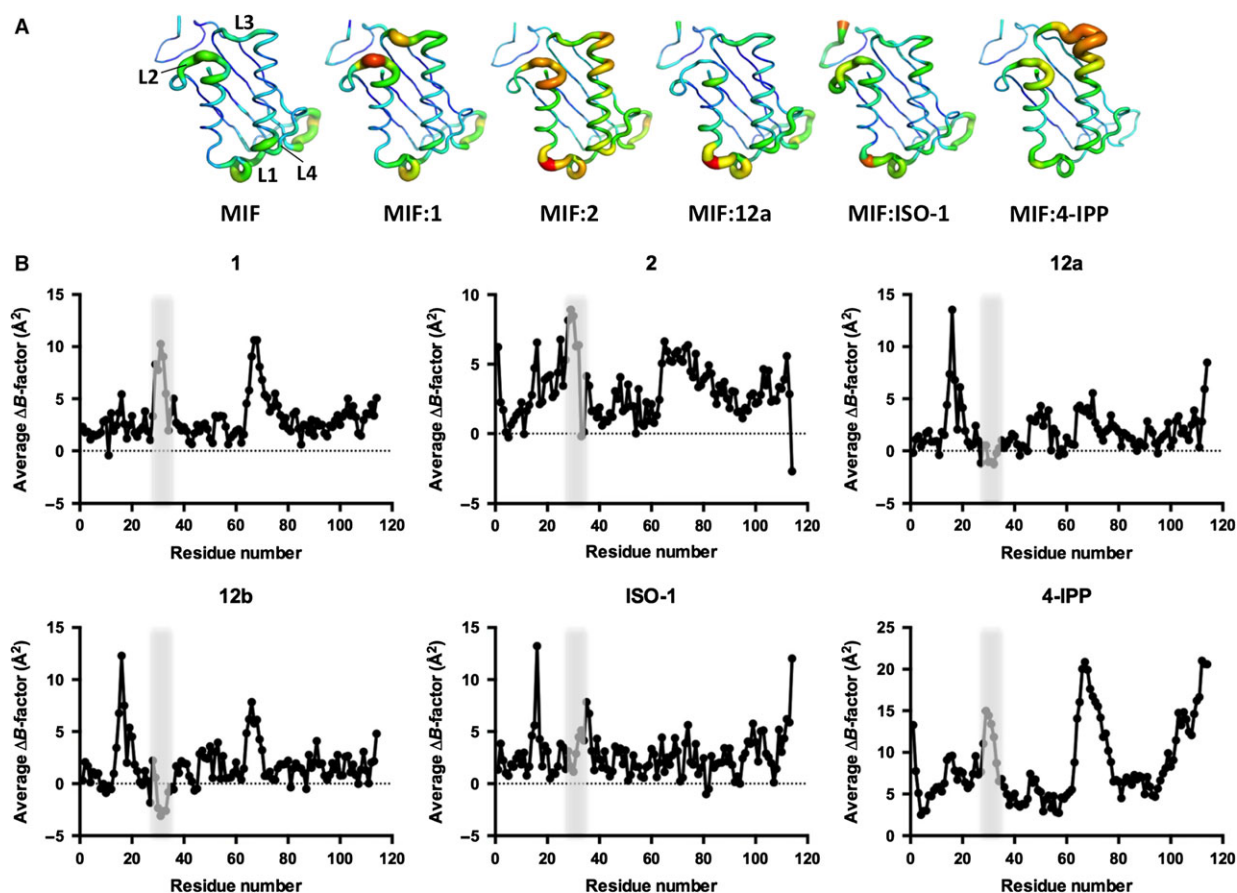 A
L3
L2
L1
L4
MIF MIF:1 MIF:2 MIF:12a MIF:ISO-1 MIF:4-IPP
B
1
Average ΔB-factor (Å²)
15
10
5
0
–5
0 20 40 60 80 100 120
Residue number
2
Average ΔB-factor (Å²)
10
5
0
–5
0 20 40 60 80 100 120
Residue number
12a
Average ΔB-factor (Å²)
15
10
5
0
–5
0 20 40 60 80 100 120
Residue number
12b
Average ΔB-factor (Å²)
15
10
5
0
–5
0 20 40 60 80 100 120
Residue number
ISO-1
Average ΔB-factor (Å²)
15
10
5
0
–5
0 20 40 60 80 100 120
Residue number
4-IPP
Average ΔB-factor (Å²)
25
20
15
10
5
0
0 20 40 60 80 100 120
Residue number